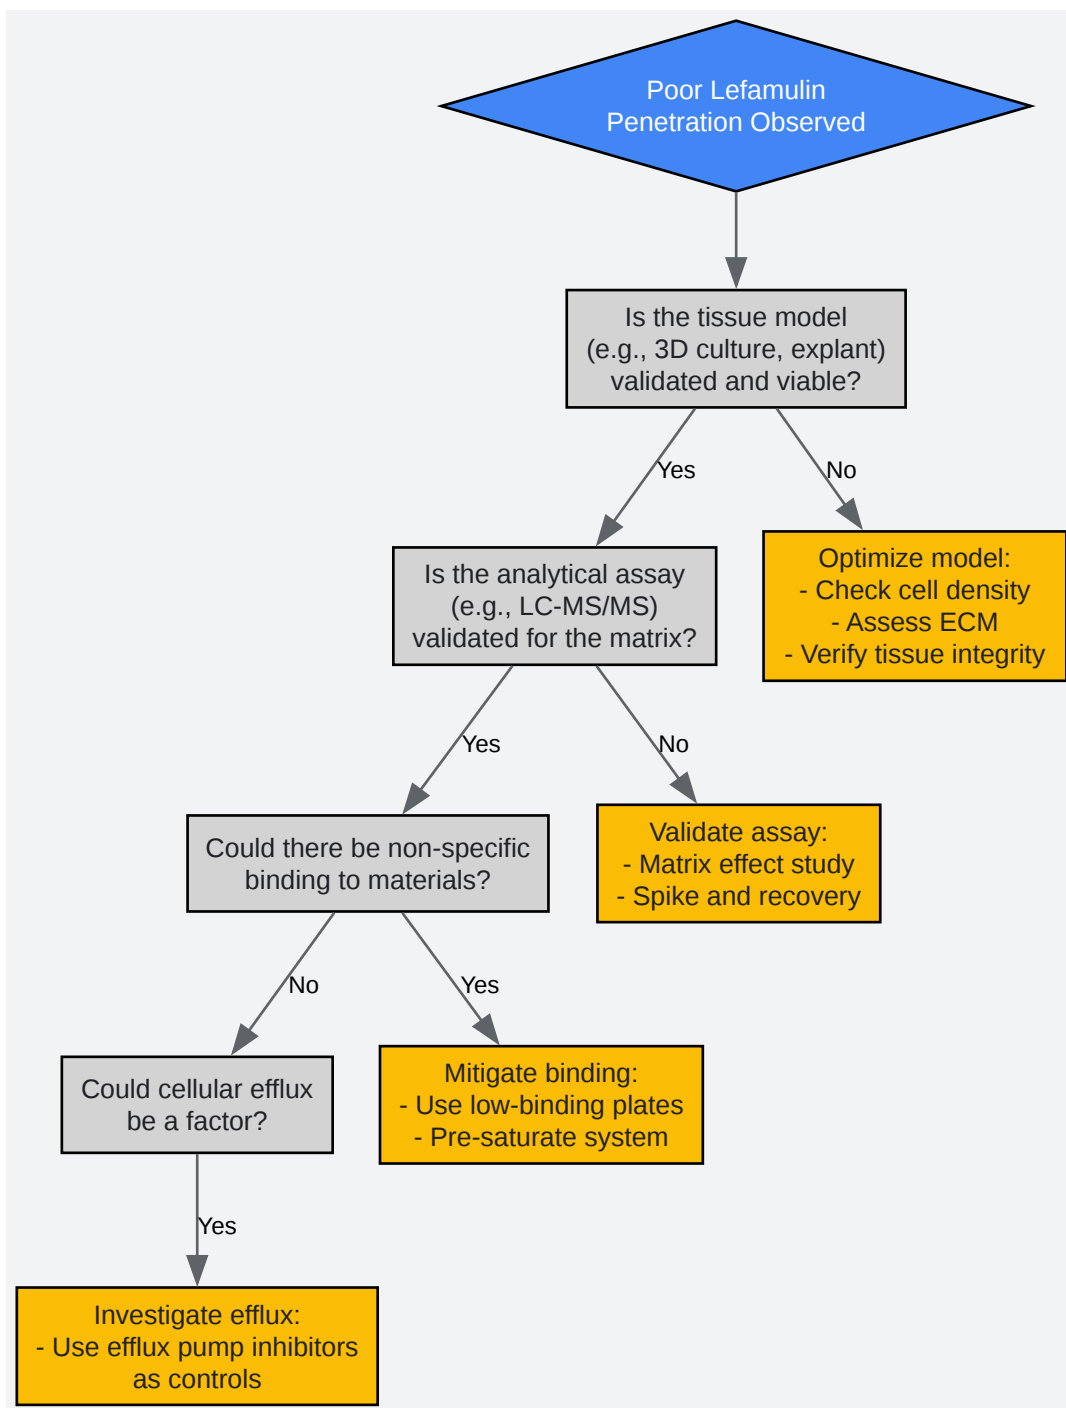 Poor Lefamulin
Penetration Observed
Is the tissue model
(e.g., 3D culture, explant)
validated and viable?
Yes
No
Is the analytical assay
(e.g., LC-MS/MS)
validated for the matrix?
Optimize model:
- Check cell density
- Assess ECM
- Verify tissue integrity
Yes
No
Could there be non-specific
binding to materials?
Validate assay:
- Matrix effect study
- Spike and recovery
No
Yes
Could cellular efflux
be a factor?
Mitigate binding:
- Use low-binding plates
- Pre-saturate system
Yes
Investigate efflux:
- Use efflux pump inhibitors
as controls